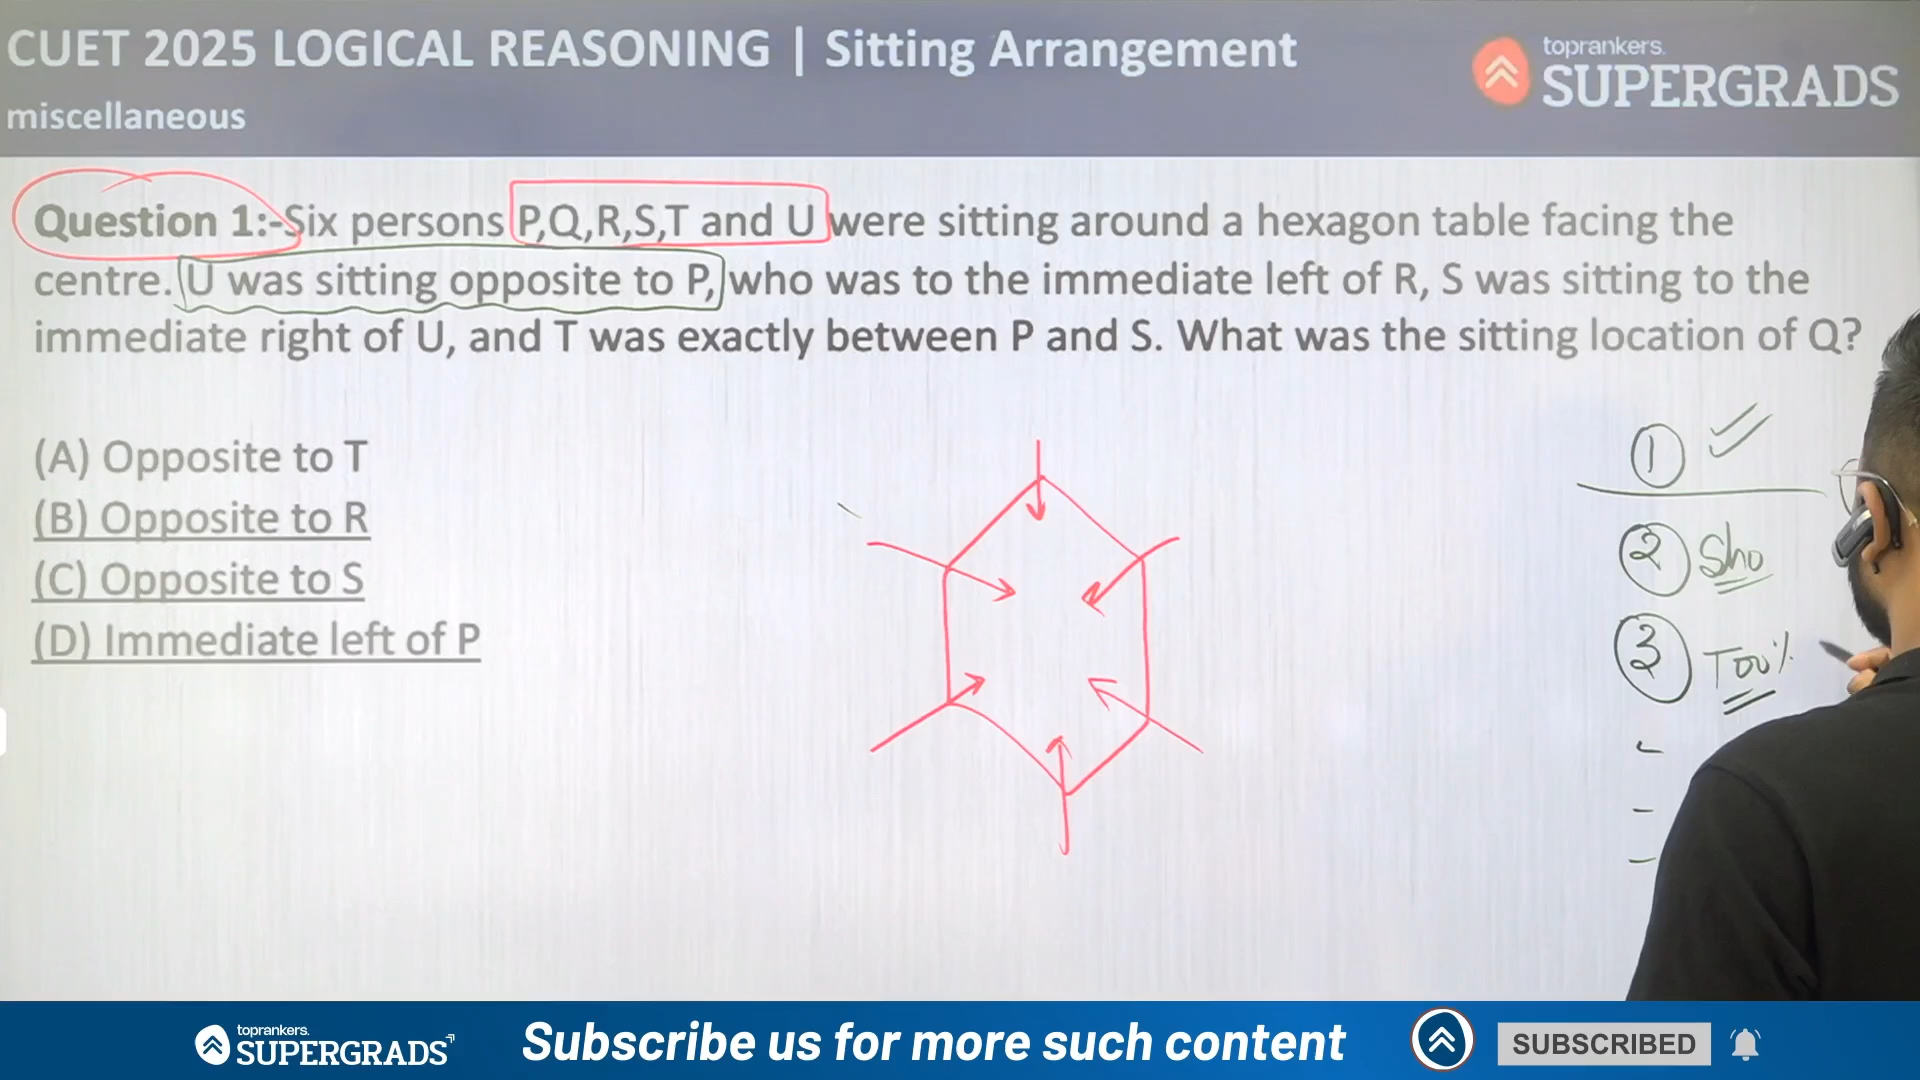 CUET 2025 LOGICAL REASONING | Sitting Arrangement
miscellaneous
toprankers.
SUPERGRADS
Question 1:-Six persons P,Q,R,S,T and U were sitting around a hexagon table facing the
centre. U was sitting opposite to P, who was to the immediate left of R, S was sitting to the
immediate right of U, and T was exactly between P and S. What was the sitting location of Q?
(A) Opposite to T
(B) Opposite to R
(C) Opposite to S
(D) Immediate left of P
1
2 Sho
3
toprankers.
SUPERGRADS
Subscribe us for more such content
SUBSCRIBED